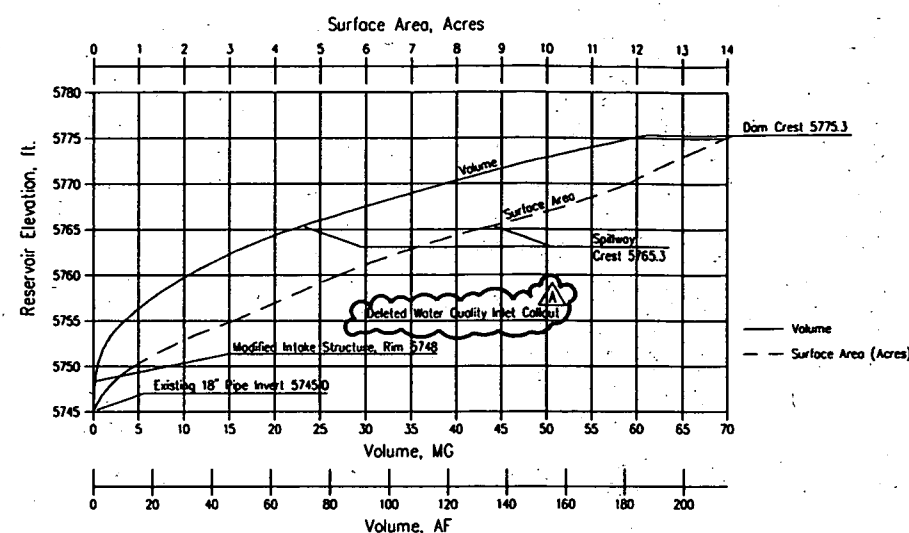 Surface Area, Acres
0 1 2 3 4 5 6 7 8 9 10 11 12 13 14
5780
5775
5770
5765
5760
5755
5750
5745
Reservoir Elevation, ft.
Dam Crest 5775.3
Volume
Surface Area
Spillway
Crest 5765.3
A
Deleted Water Quality Inlet Callout
Modified Intake Structure, Rim 5748
Existing 18" Pipe Invert 5745.0
Volume
Surface Area (Acres)
0 5 10 15 20 25 30 35 40 45 50 55 60 65 70
Volume, MG
0 20 40 60 80 100 120 140 160 180 200
Volume, AF